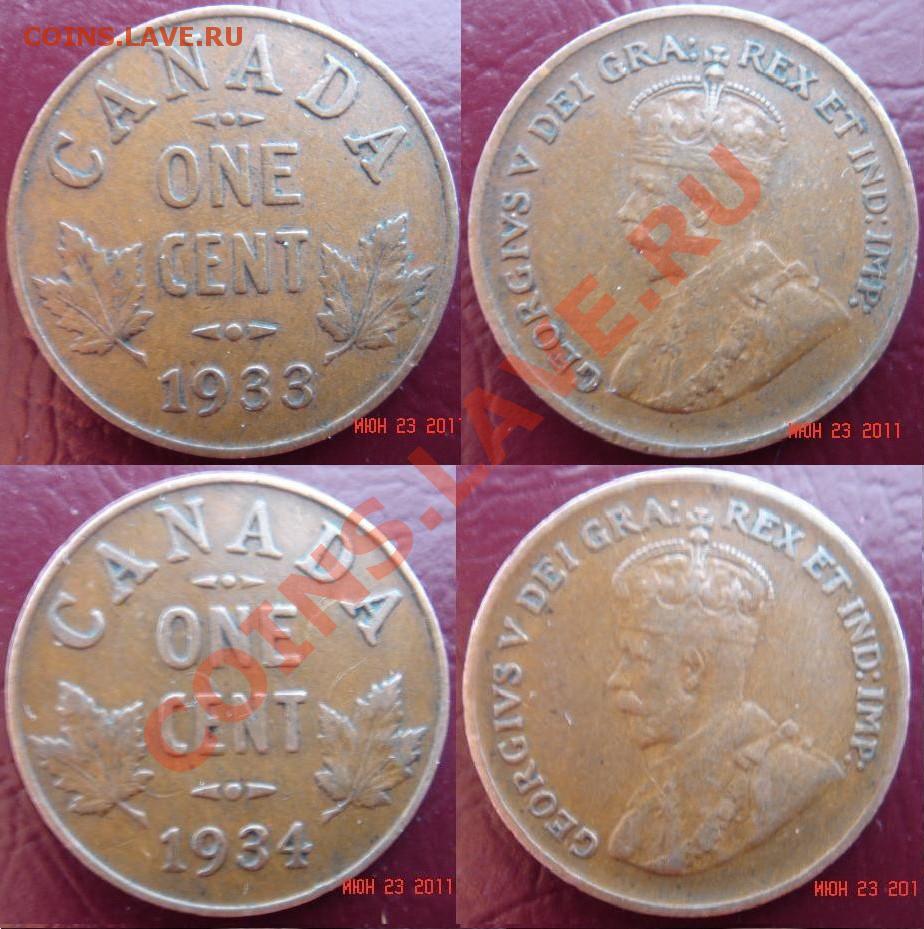 COINS.LAVE.RU
CANADA
ONE
CENT
1933
ИЮН 23 2011
GEORGIVS V DEI GRA: REX ET IND: IMP:
ИЮН 23 2011
COINS.LAVE.RU
CANADA
ONE
CENT
1934
ИЮН 23 2011
GEORGIVS V DEI GRA: REX ET IND: IMP:
ИЮН 23 201